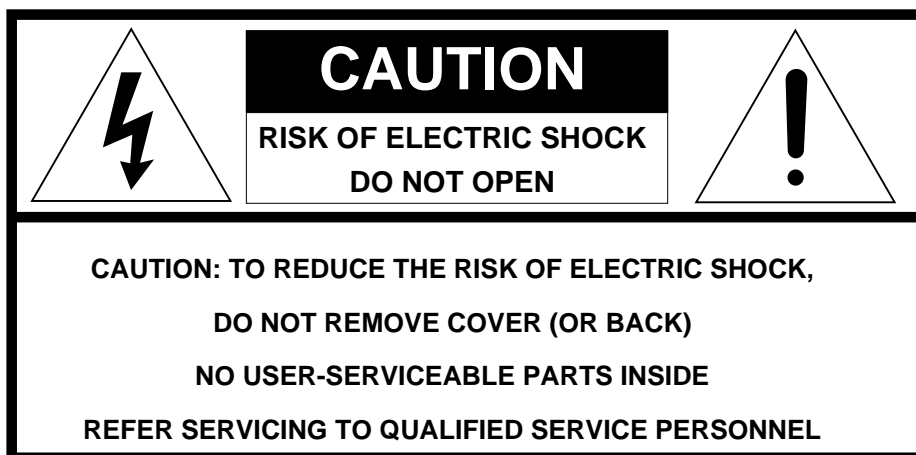 CAUTION
RISK OF ELECTRIC SHOCK
DO NOT OPEN
CAUTION: TO REDUCE THE RISK OF ELECTRIC SHOCK,
DO NOT REMOVE COVER (OR BACK)
NO USER-SERVICEABLE PARTS INSIDE
REFER SERVICING TO QUALIFIED SERVICE PERSONNEL